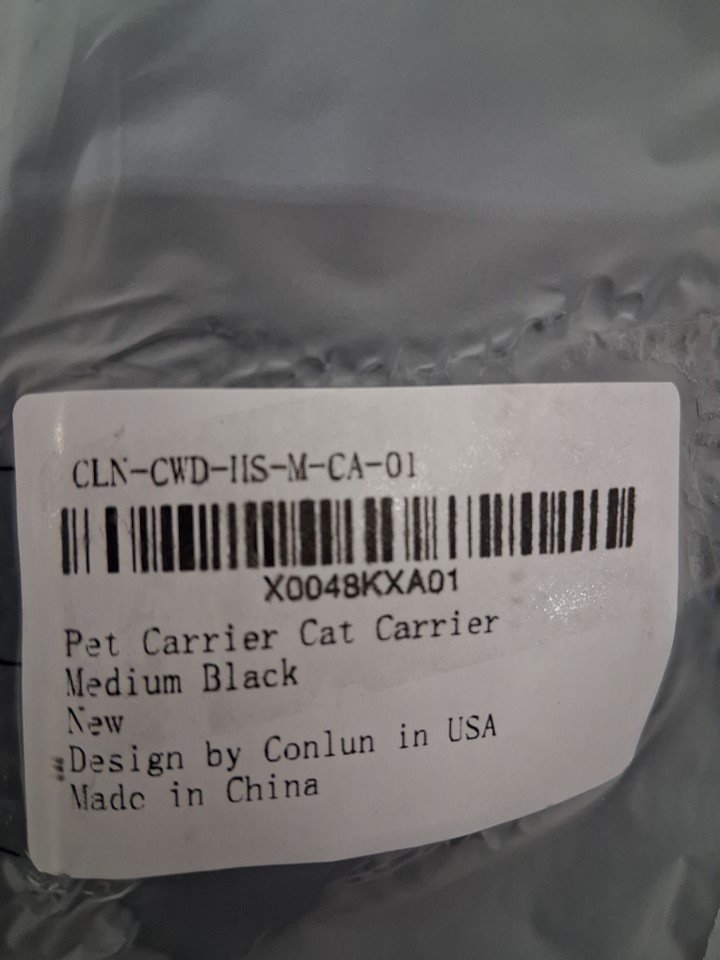 CLN-CWD-HS-M-CA-01
X0048KXA01
Pet Carrier Cat Carrier
Medium Black
New
Design by Conlun in USA
Made in China